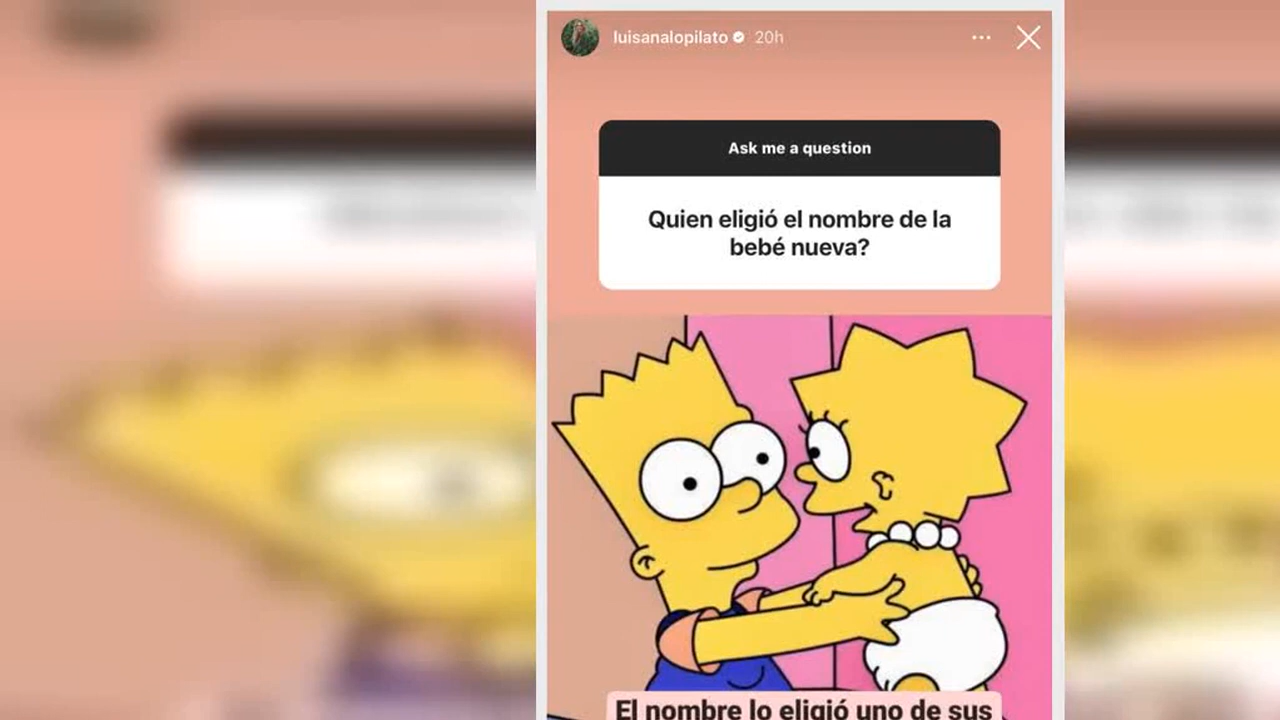 luisanalopilato 20h
Ask me a question
Quien eligió el nombre de la
bebé nueva?
El nombre lo eligió uno de sus